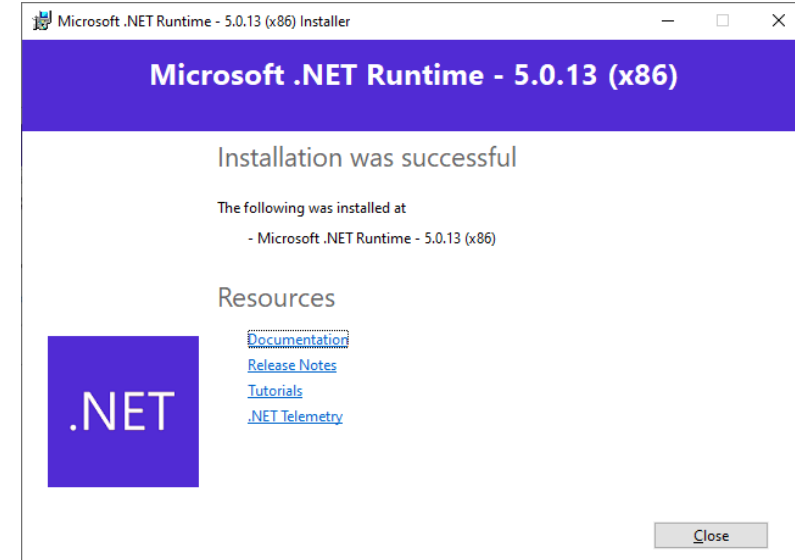 Microsoft .NET Runtime - 5.0.13 (x86) Installer
Microsoft .NET Runtime - 5.0.13 (x86)
Installation was successful
The following was installed at
- Microsoft .NET Runtime - 5.0.13 (x86)
Resources
Documentation
Release Notes
Tutorials
.NET Telemetry
.NET
Close